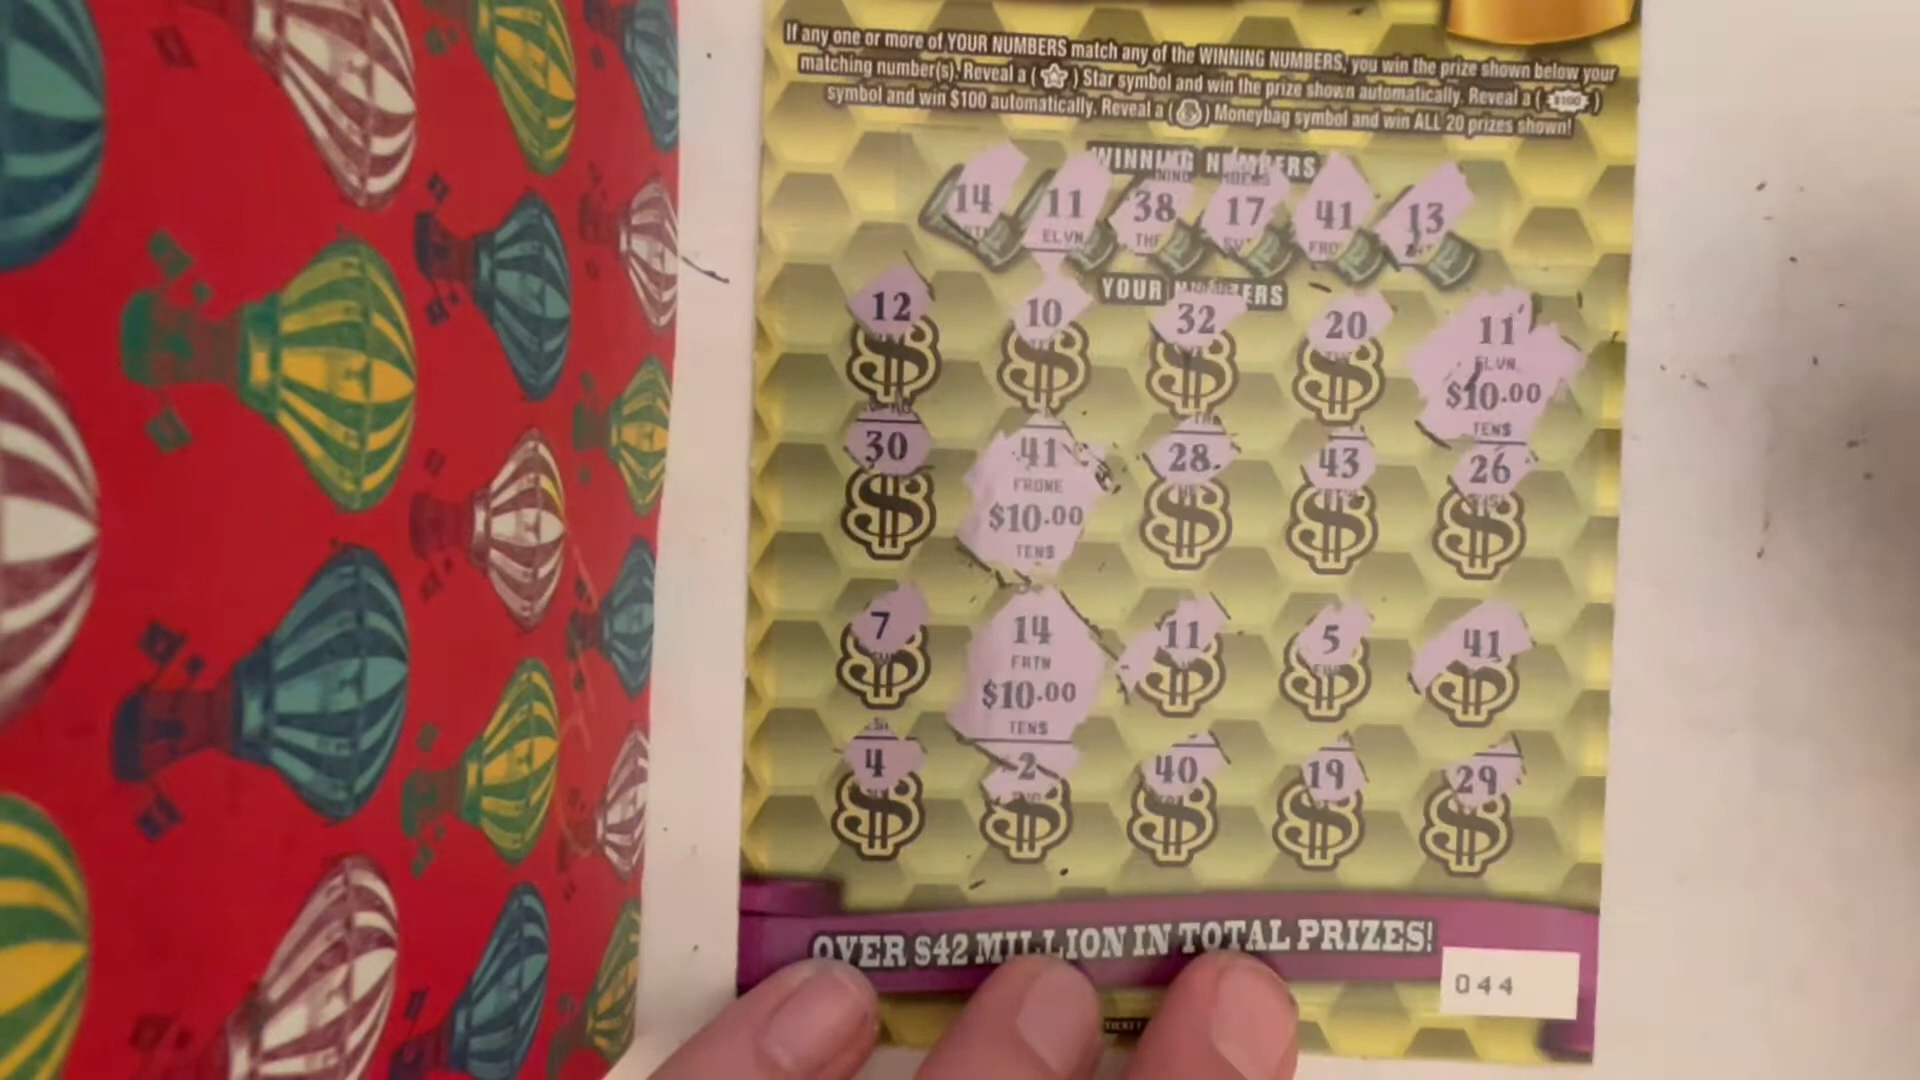 If any one or more of YOUR NUMBERS match any of the WINNING NUMBERS, you win the prize shown below your
matching number(s). Reveal a ( ) Star symbol and win the prize shown automatically. Reveal a ( $100 )
symbol and win $100 automatically. Reveal a ( ) Moneybag symbol and win ALL 20 prizes shown!
WINNING NUMBERS
14 11 38 17 41 13
ELVN
YOUR NUMBERS
12 10 32 20 11
ELVN
$10.00
TEN$
30 41 28 43 26
FRONE
$10.00
TEN$
7 14 11 5 41
FRTN
$10.00
TEN$
4 2 40 19 29
OVER $42 MILLION IN TOTAL PRIZES!
044
TICKET